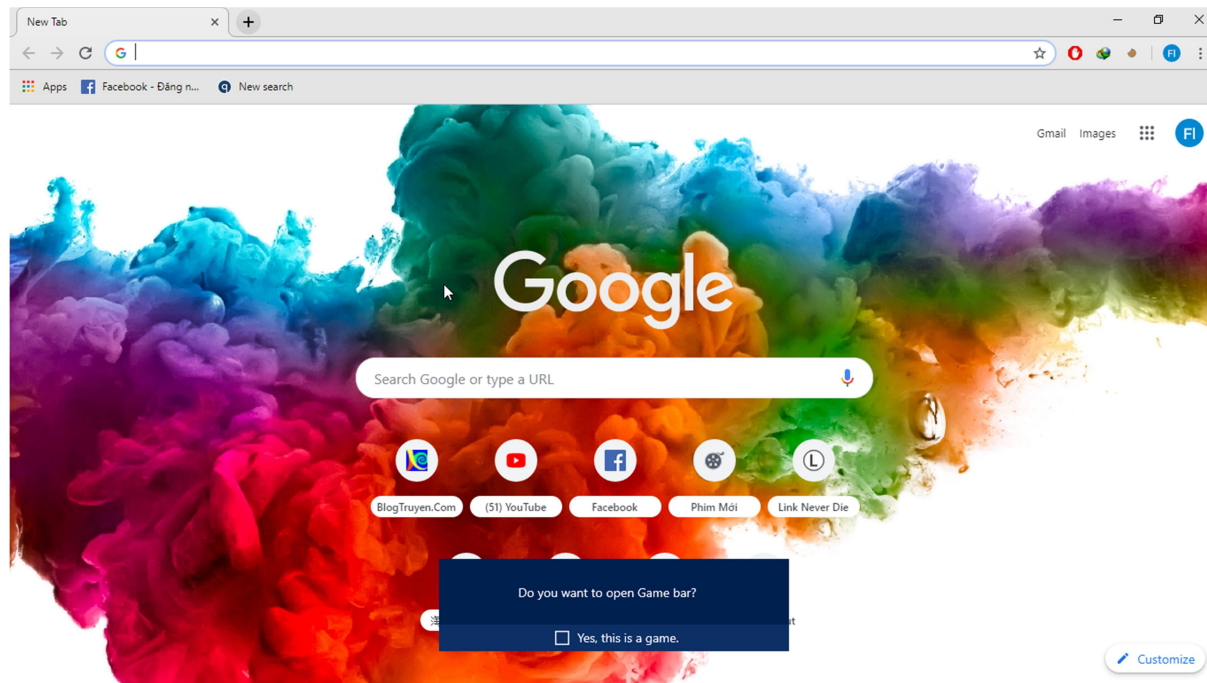 New Tab
Apps
Facebook - Đăng n...
New search
Gmail Images
FI
Google
Search Google or type a URL
BlogTruyen.Com
(51) YouTube
Facebook
Phim Mới
Link Never Die
Do you want to open Game bar?
Yes, this is a game.
Customize